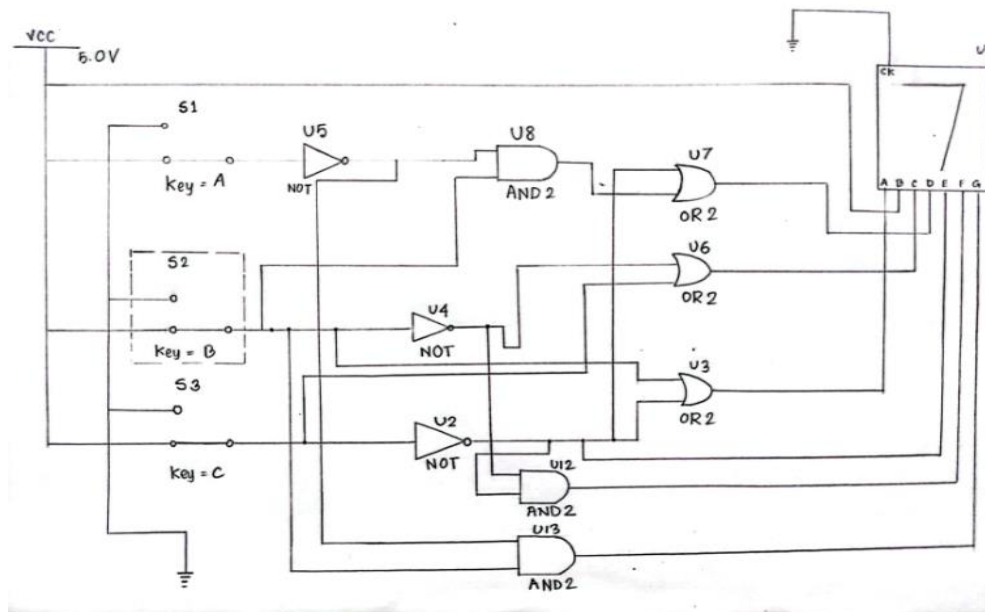 VCC
5.0V
S1
Key = A
U5
NOT
U8
AND 2
U7
OR 2
U
CK
A B C D E F G
S2
Key = B
U4
NOT
U6
OR 2
S3
Key = C
U2
NOT
U3
OR 2
U12
AND 2
U13
AND 2